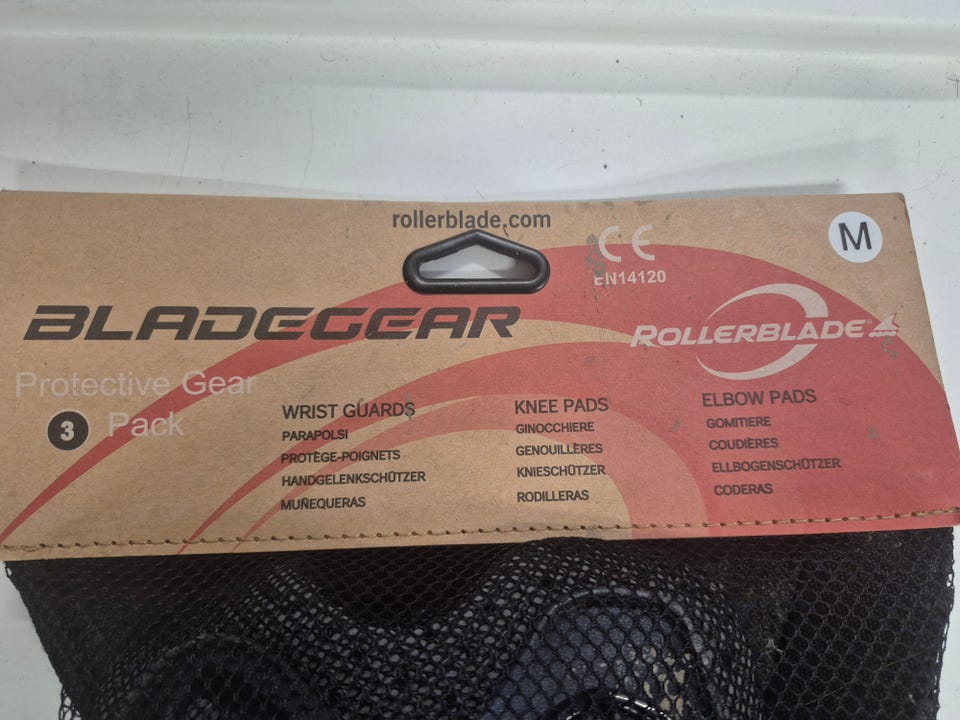 rollerblade.com
CE
EN14120
M
BLADEGEAR
ROLLERBLADE
Protective Gear
3 Pack
WRIST GUARDS
PARAPOLSI
PROTÈGE-POIGNETS
HANDGELENKSCHÜTZER
MUÑEQUERAS
KNEE PADS
GINOCCHIERE
GENOUILLÈRES
KNIESCHÜTZER
RODILLERAS
ELBOW PADS
GOMITIERE
COUDIÈRES
ELLBOGENSCHÜTZER
CODERAS